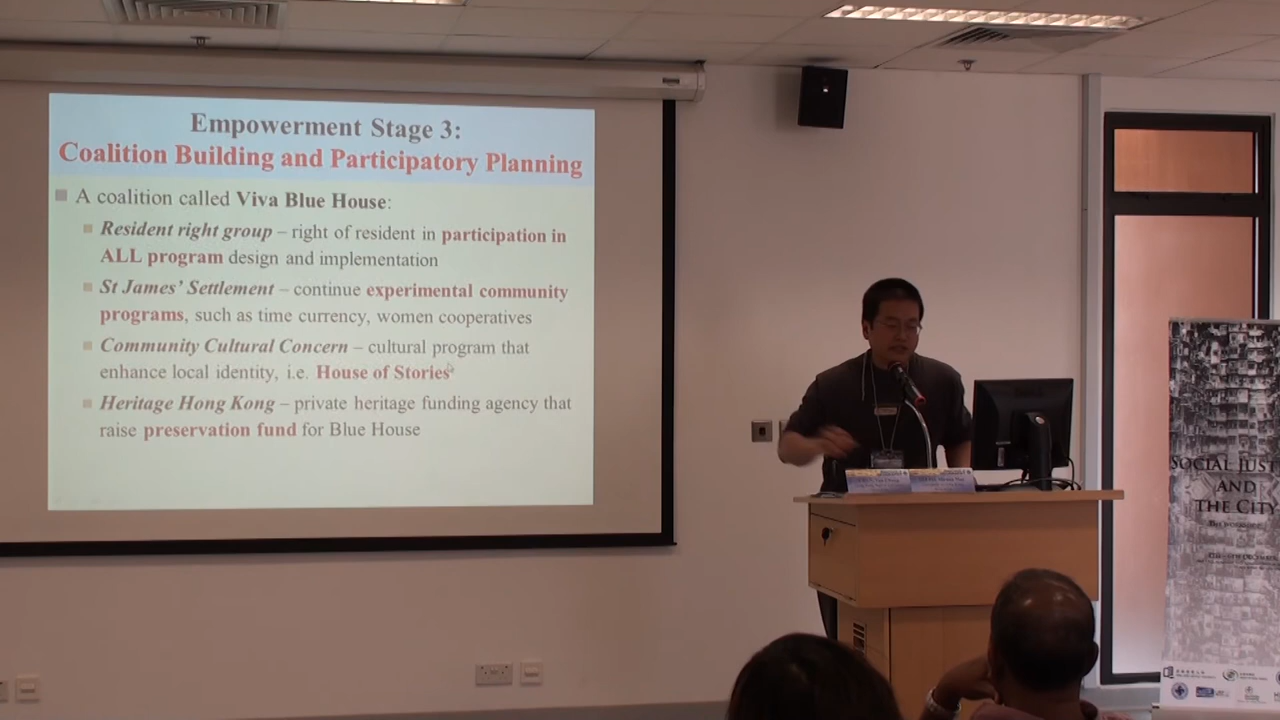 Empowerment Stage 3:
Coalition Building and Participatory Planning
A coalition called Viva Blue House:
Resident right group – right of resident in participation in
ALL program design and implementation
St James' Settlement – continue experimental community
programs, such as time currency, women cooperatives
Community Cultural Concern – cultural program that
enhance local identity, i.e. House of Stories
Heritage Hong Kong – private heritage funding agency that
raise preservation fund for Blue House
SOCIAL JUST
AND
THE CITY